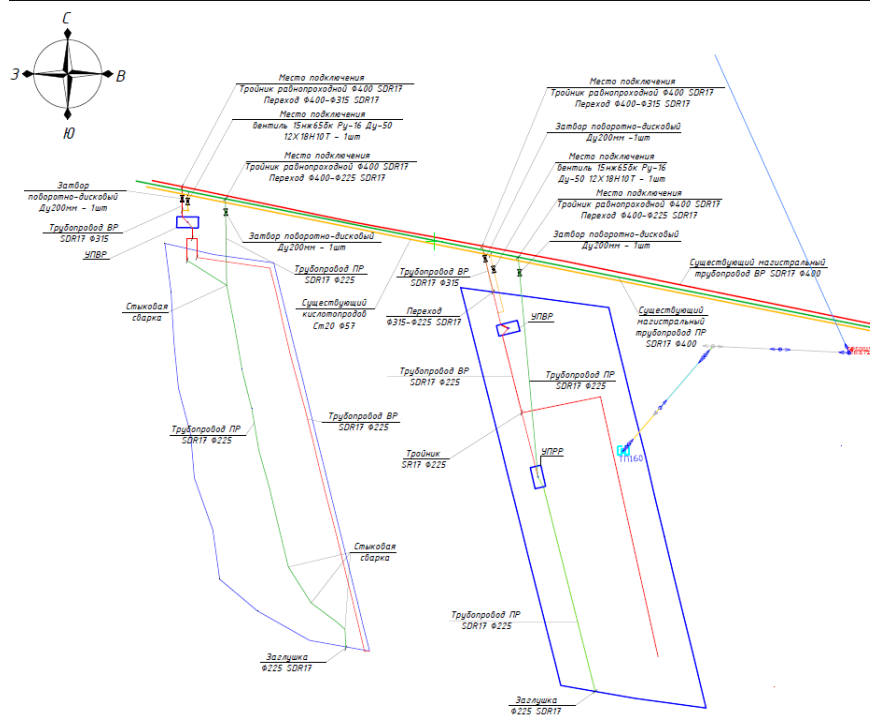 С
З
В
Ю
Место подключения
Тройник равнопроходной Ф400 SDR17
Переход Ф400-Ф315 SDR17
Место подключения
вентиль 15нж65бк Ру-16 Ду-50
12Х18Н10Т - 1шт
Место подключения
Тройник равнопроходной Ф400 SDR17
Переход Ф400-Ф225 SDR17
Затвор
поворотно-дисковый
Ду200мм - 1шт
Трубопровод ВР
SDR17 Ф315
УПВР
Затвор поворотно-дисковый
Ду200мм - 1шт
Трубопровод ПР
SDR17 Ф225
Стыковая
сварка
Существующий
кислотопровод
Ст20 Ф57
Трубопровод ПР
SDR17 Ф225
Трубопровод ВР
SDR17 Ф225
Стыковая
сварка
Заглушка
Ф225 SDR17
Место подключения
Тройник равнопроходной Ф400 SDR17
Переход Ф400-Ф315 SDR17
Затвор поворотно-дисковый
Ду200мм - 1шт
Место подключения
вентиль 15нж65бк Ру-16
Ду-50 12Х18Н10Т - 1шт
Место подключения
Тройник равнопроходной Ф400 SDR17
Переход Ф400-Ф225 SDR17
Затвор поворотно-дисковый
Ду200мм - 1шт
Трубопровод ВР
SDR17 Ф315
Существующий магистральный
трубопровод ВР SDR17 Ф400
Переход
Ф315-Ф225 SDR17
УПВР
Существующий
магистральный
трубопровод ПР
SDR17 Ф400
Трубопровод ВР
SDR17 Ф225
Трубопровод ПР
SDR17 Ф225
Тройник
SR17 Ф225
УПРР
ТП160
Трубопровод ПР
SDR17 Ф225
Заглушка
Ф225 SDR17